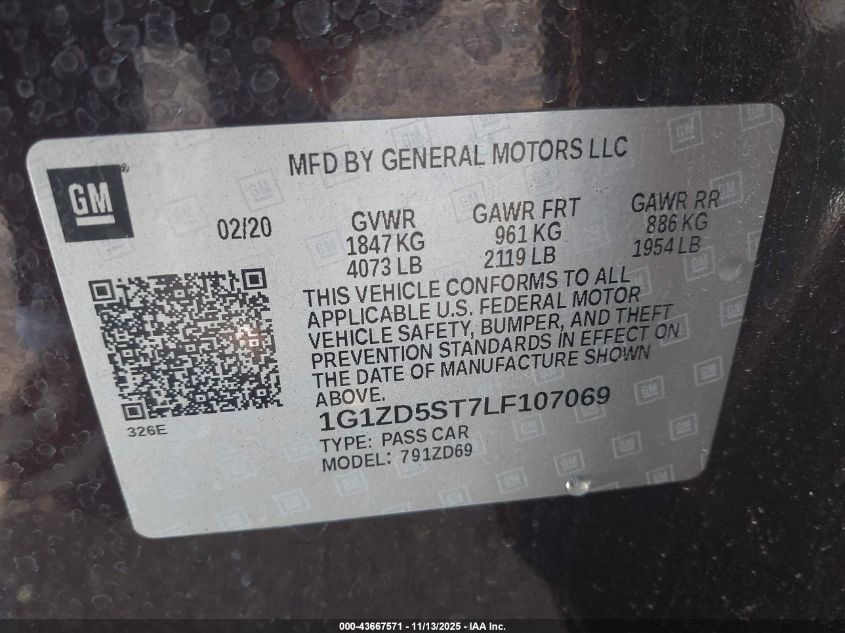 MFD BY GENERAL MOTORS LLC
GM®
02/20
GVWR
1847 KG
4073 LB
GAWR FRT
961 KG
2119 LB
GAWR RR
886 KG
1954 LB
THIS VEHICLE CONFORMS TO ALL
APPLICABLE U.S. FEDERAL MOTOR
VEHICLE SAFETY, BUMPER, AND THEFT
PREVENTION STANDARDS IN EFFECT ON
THE DATE OF MANUFACTURE SHOWN
ABOVE.
1G1ZD5ST7LF107069
TYPE: PASS CAR
MODEL: 791ZD69
326E
000-43667571 - 11/13/2025 - IAA Inc.